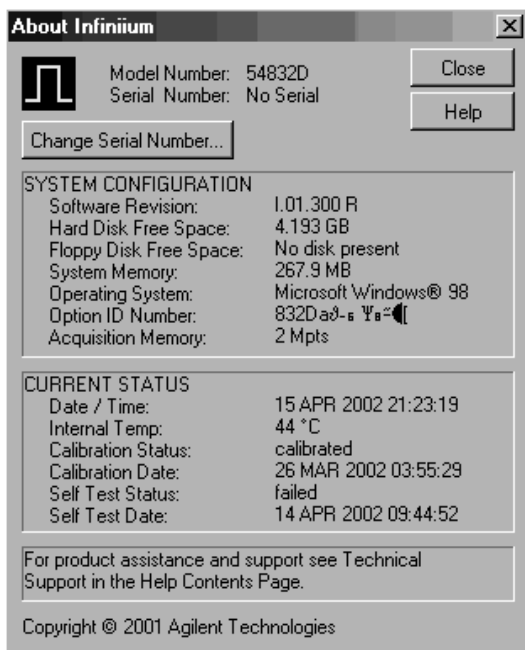 About Infiniium
Model Number: 54832D
Serial Number: No Serial
Close
Help
Change Serial Number...
SYSTEM CONFIGURATION
Software Revision: I.01.300 R
Hard Disk Free Space: 4.193 GB
Floppy Disk Free Space: No disk present
System Memory: 267.9 MB
Operating System: Microsoft Windows® 98
Option ID Number:
Acquisition Memory: 2 Mpts
CURRENT STATUS
Date / Time: 15 APR 2002 21:23:19
Internal Temp: 44 °C
Calibration Status: calibrated
Calibration Date: 26 MAR 2002 03:55:29
Self Test Status: failed
Self Test Date: 14 APR 2002 09:44:52
For product assistance and support see Technical
Support in the Help Contents Page.
Copyright © 2001 Agilent Technologies